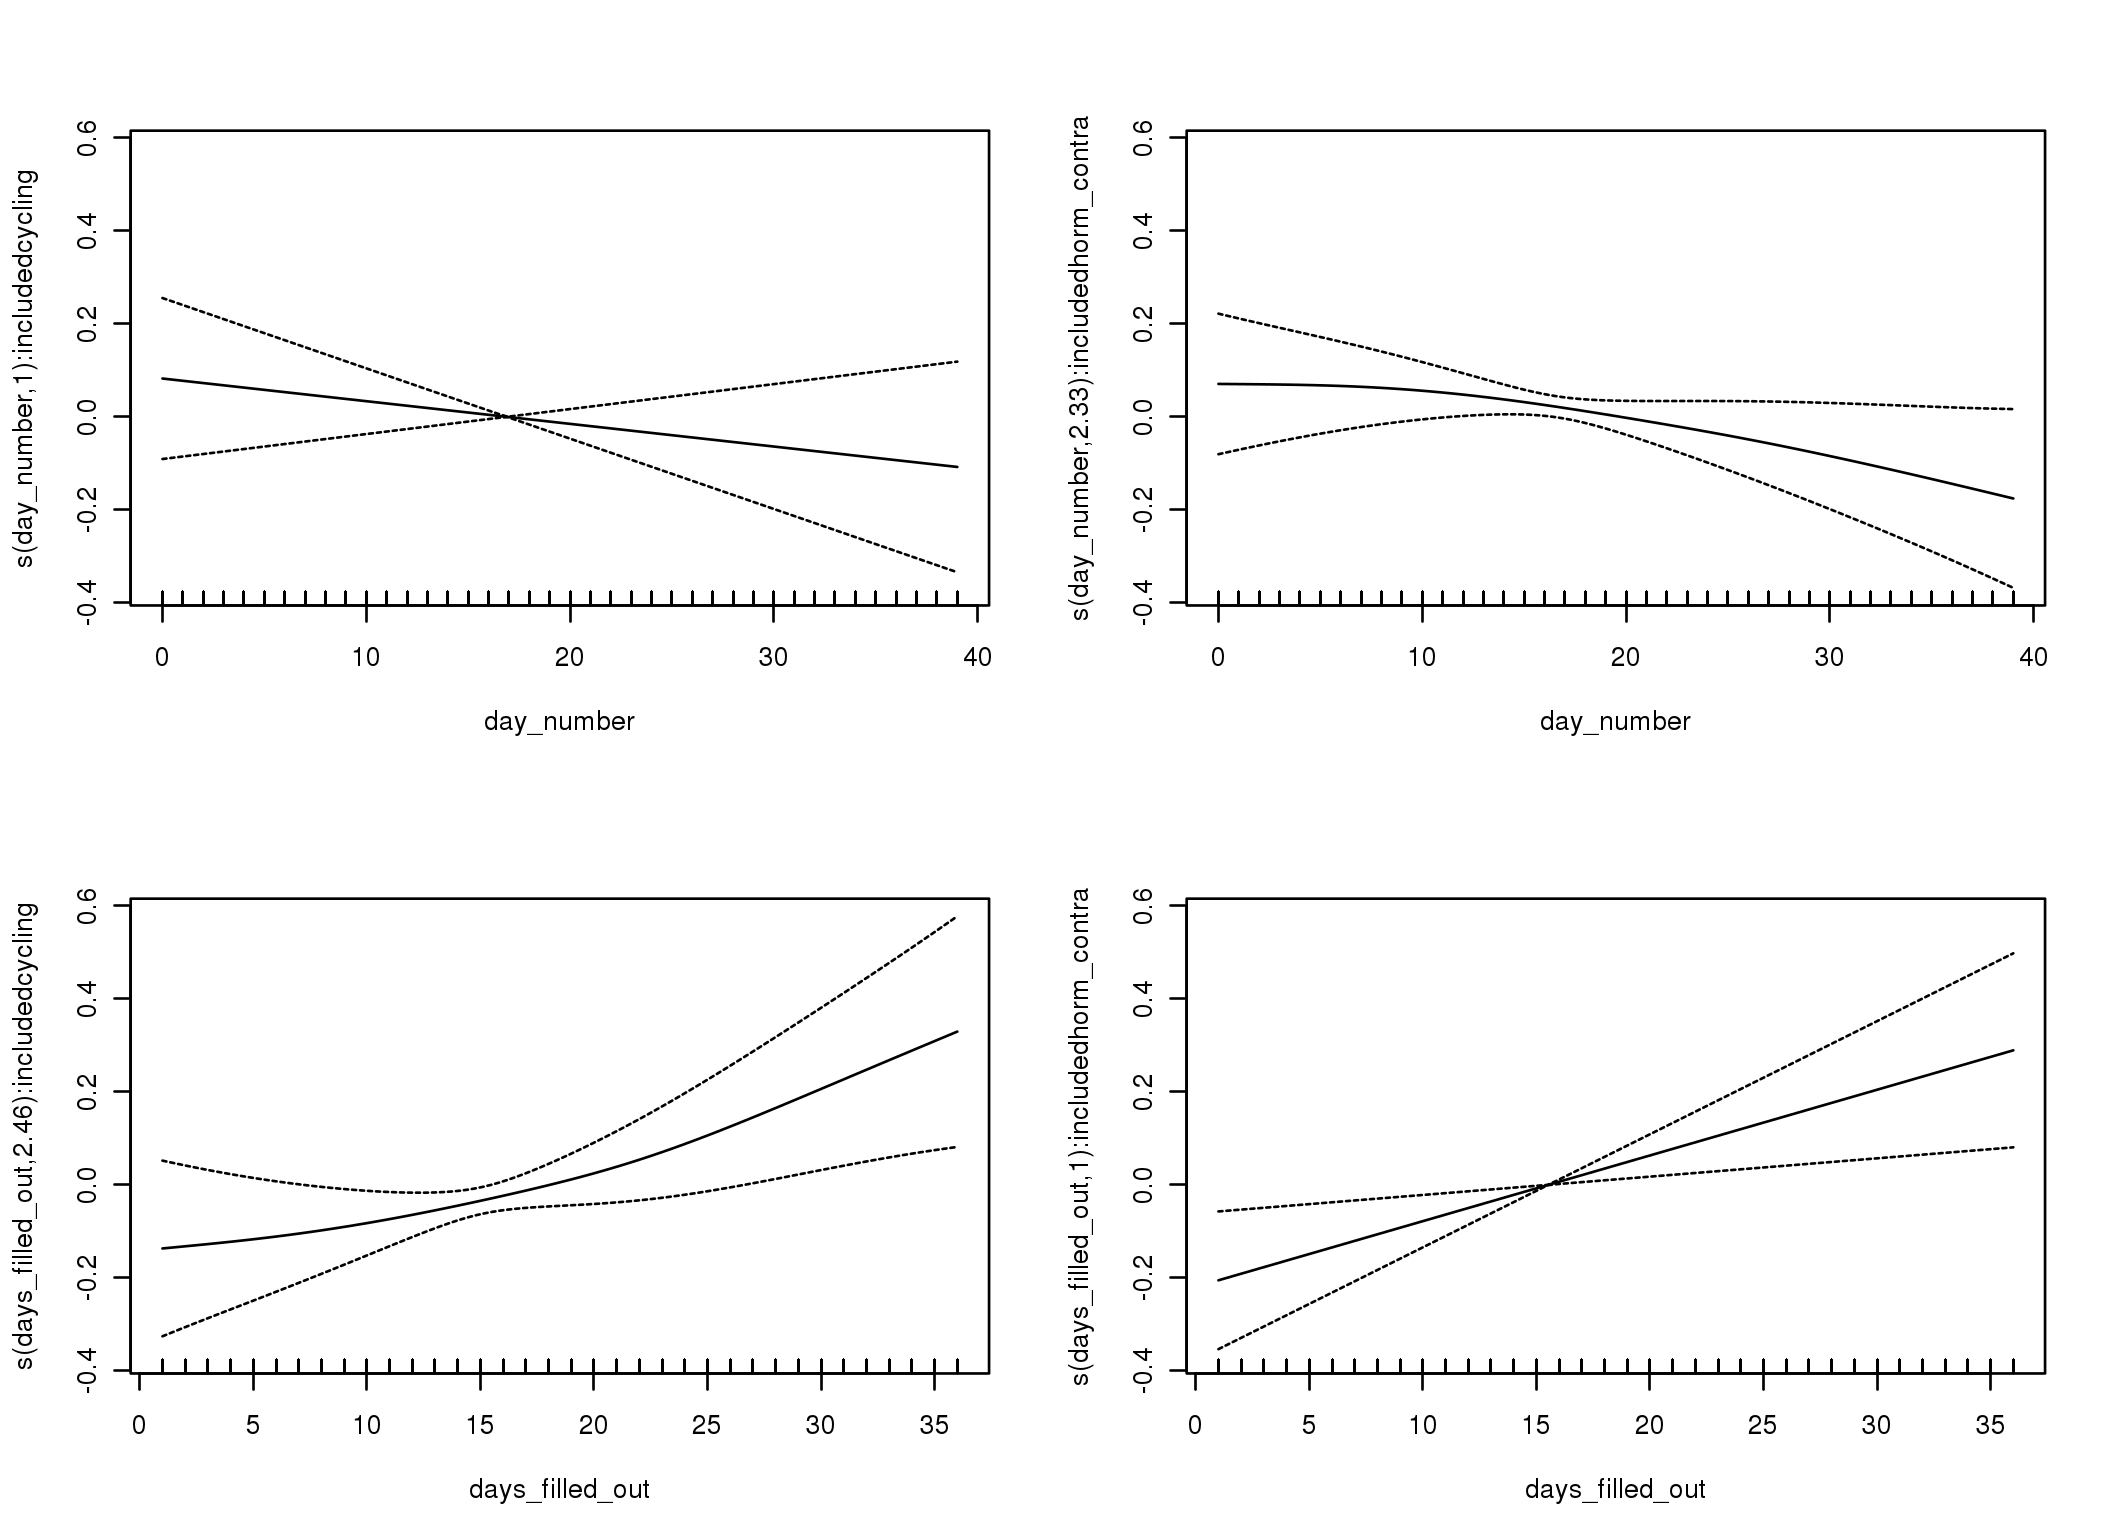 s(day_number,1):includedcycling
0.6
0.4
0.2
0.0
-0.2
-0.4
0 10 20 30 40
day_number
s(day_number,2.33):includedhorm_contra
0.6
0.4
0.2
0.0
-0.2
-0.4
0 10 20 30 40
day_number
s(days_filled_out,2.46):includedcycling
0.6
0.4
0.2
0.0
-0.2
-0.4
0 5 10 15 20 25 30 35
days_filled_out
s(days_filled_out,1):includedhorm_contra
0.6
0.4
0.2
0.0
-0.2
-0.4
0 5 10 15 20 25 30 35
days_filled_out